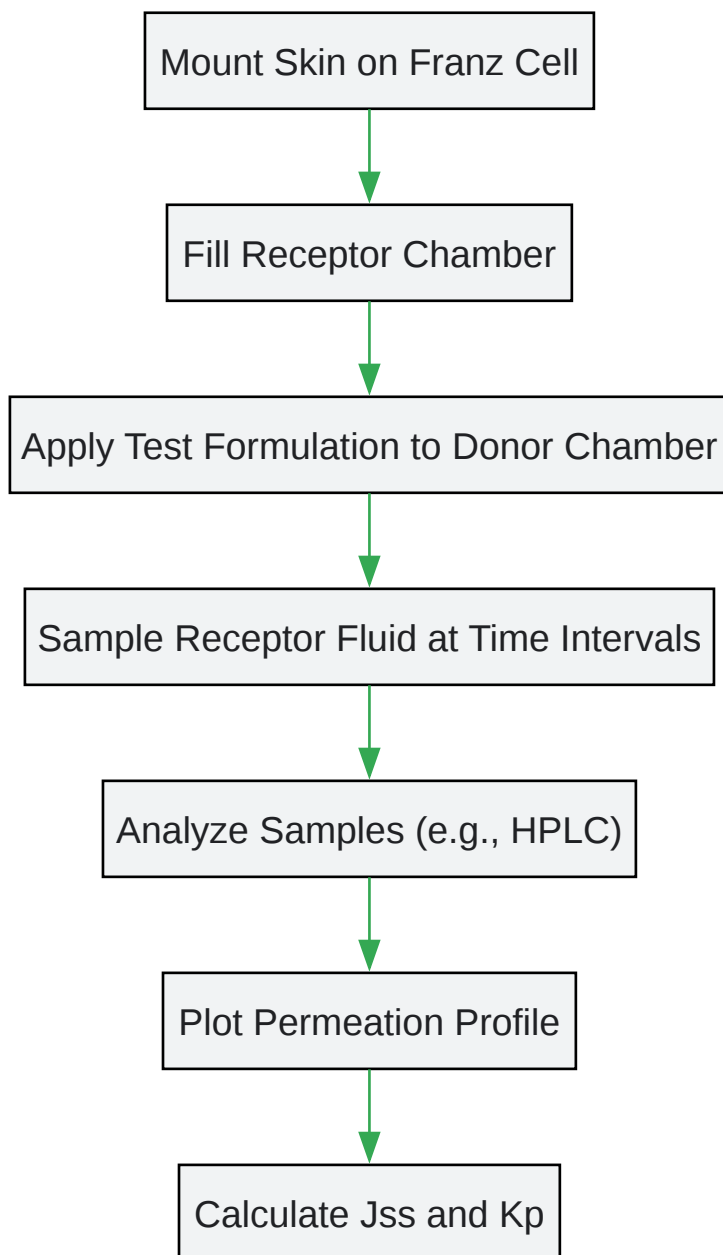 Mount Skin on Franz Cell
Fill Receptor Chamber
Apply Test Formulation to Donor Chamber
Sample Receptor Fluid at Time Intervals
Analyze Samples (e.g., HPLC)
Plot Permeation Profile
Calculate Jss and Kp